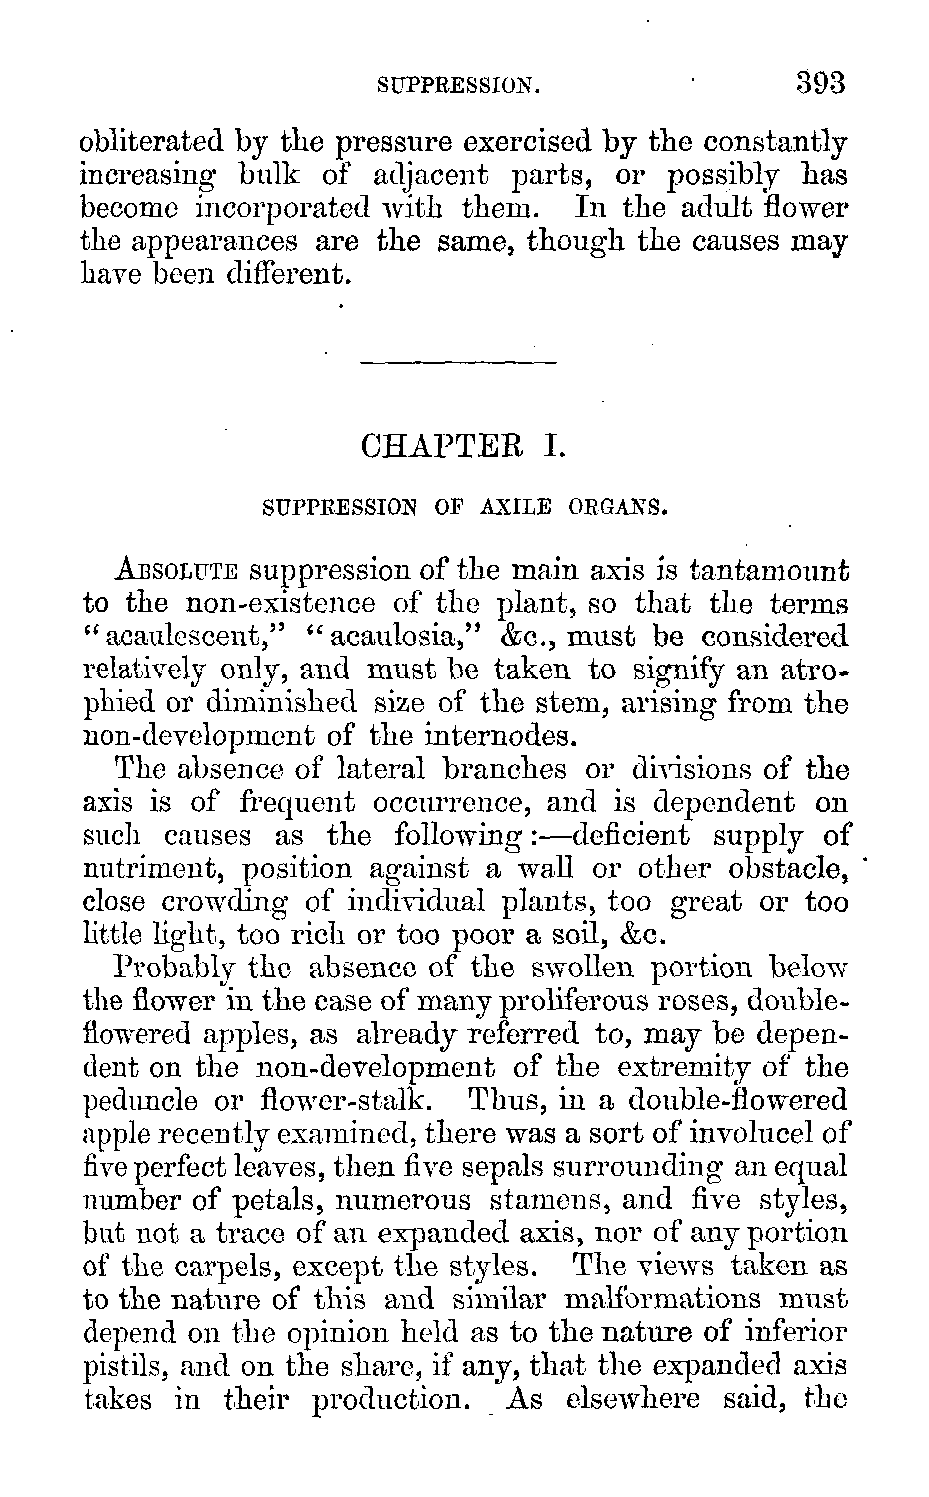 SUPPRESSION. 393
obliterated by the pressure exercised by the constantly
increasing bulk of adjacent parts, or possibly has
become incorporated with them. In the adult flower
the appearances are the same, though the causes may
have been different.
CHAPTER I.
SUPPRESSION OF AXILE ORGANS.
ABSOLUTE suppression of the main axis is tantamount
to the non-existence of the plant, so that the terms
“acaulescent,” “acaulosia,” &c., must be considered
relatively only, and must be taken to signify an atro-
phied or diminished size of the stem, arising from the
non-development of the internodes.
The absence of lateral branches or divisions of the
axis is of frequent occurrence, and is dependent on
such causes as the following:—deficient supply of
nutriment, position against a wall or other obstacle,
close crowding of individual plants, too great or too
little light, too rich or too poor a soil, &c.
Probably the absence of the swollen portion below
the flower in the case of many proliferous roses, double-
flowered apples, as already referred to, may be depen-
dent on the non-development of the extremity of the
peduncle or flower-stalk. Thus, in a double-flowered
apple recently examined, there was a sort of involucel of
five perfect leaves, then five sepals surrounding an equal
number of petals, numerous stamens, and five styles,
but not a trace of an expanded axis, nor of any portion
of the carpels, except the styles. The views taken as
to the nature of this and similar malformations must
depend on the opinion held as to the nature of inferior
pistils, and on the share, if any, that the expanded axis
takes in their production. As elsewhere said, the